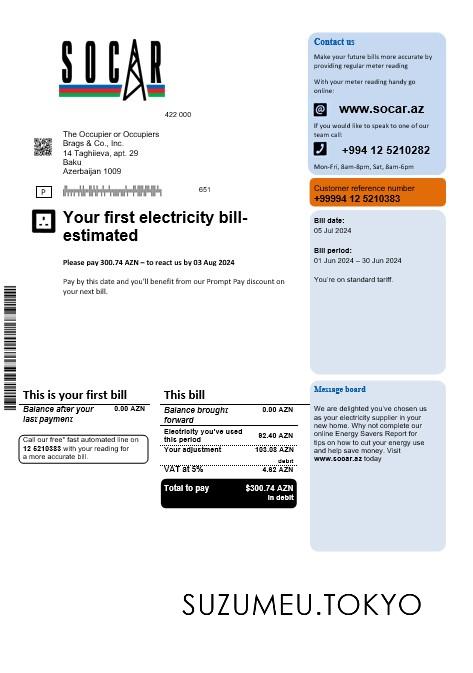 SOCAR
422 000
The Occupier or Occupiers
Brags & Co., Inc.
14 Taghiieva, apt. 29
Baku
Azerbaijan 1009
P
651
Your first electricity bill-
estimated
Please pay 300.74 AZN – to react us by 03 Aug 2024
Pay by this date and you'll benefit from our Prompt Pay discount on
your next bill.
Contact us
Make your future bills more accurate by
providing regular meter reading
With your meter reading handy go
online:
@ www.socar.az
If you would like to speak to one of our
team call:
+994 12 5210282
Mon-Fri, 8am-8pm, Sat, 8am-6pm
Customer reference number
+99994 12 5210383
Bill date:
05 Jul 2024
Bill period:
01 Jun 2024 – 30 Jun 2024
You're on standard tariff.
This is your first bill
Balance after your 0.00 AZN
last payment
Call our free* fast automated line on
12 5210383 with your reading for
a more accurate bill.
This bill
Balance brought 0.00 AZN
forward
Electricity you've used
this period 92.40 AZN
Your adjustment 103.08 AZN
debit
VAT at 5% 4.62 AZN
Total to pay $300.74 AZN
in debit
Message board
We are delighted you've chosen us
as your electricity supplier in your
new home. Why not complete our
online Energy Savers Report for
tips on how to cut your energy use
and help save money. Visit
www.socar.az today
SUZUMEU.TOKYO